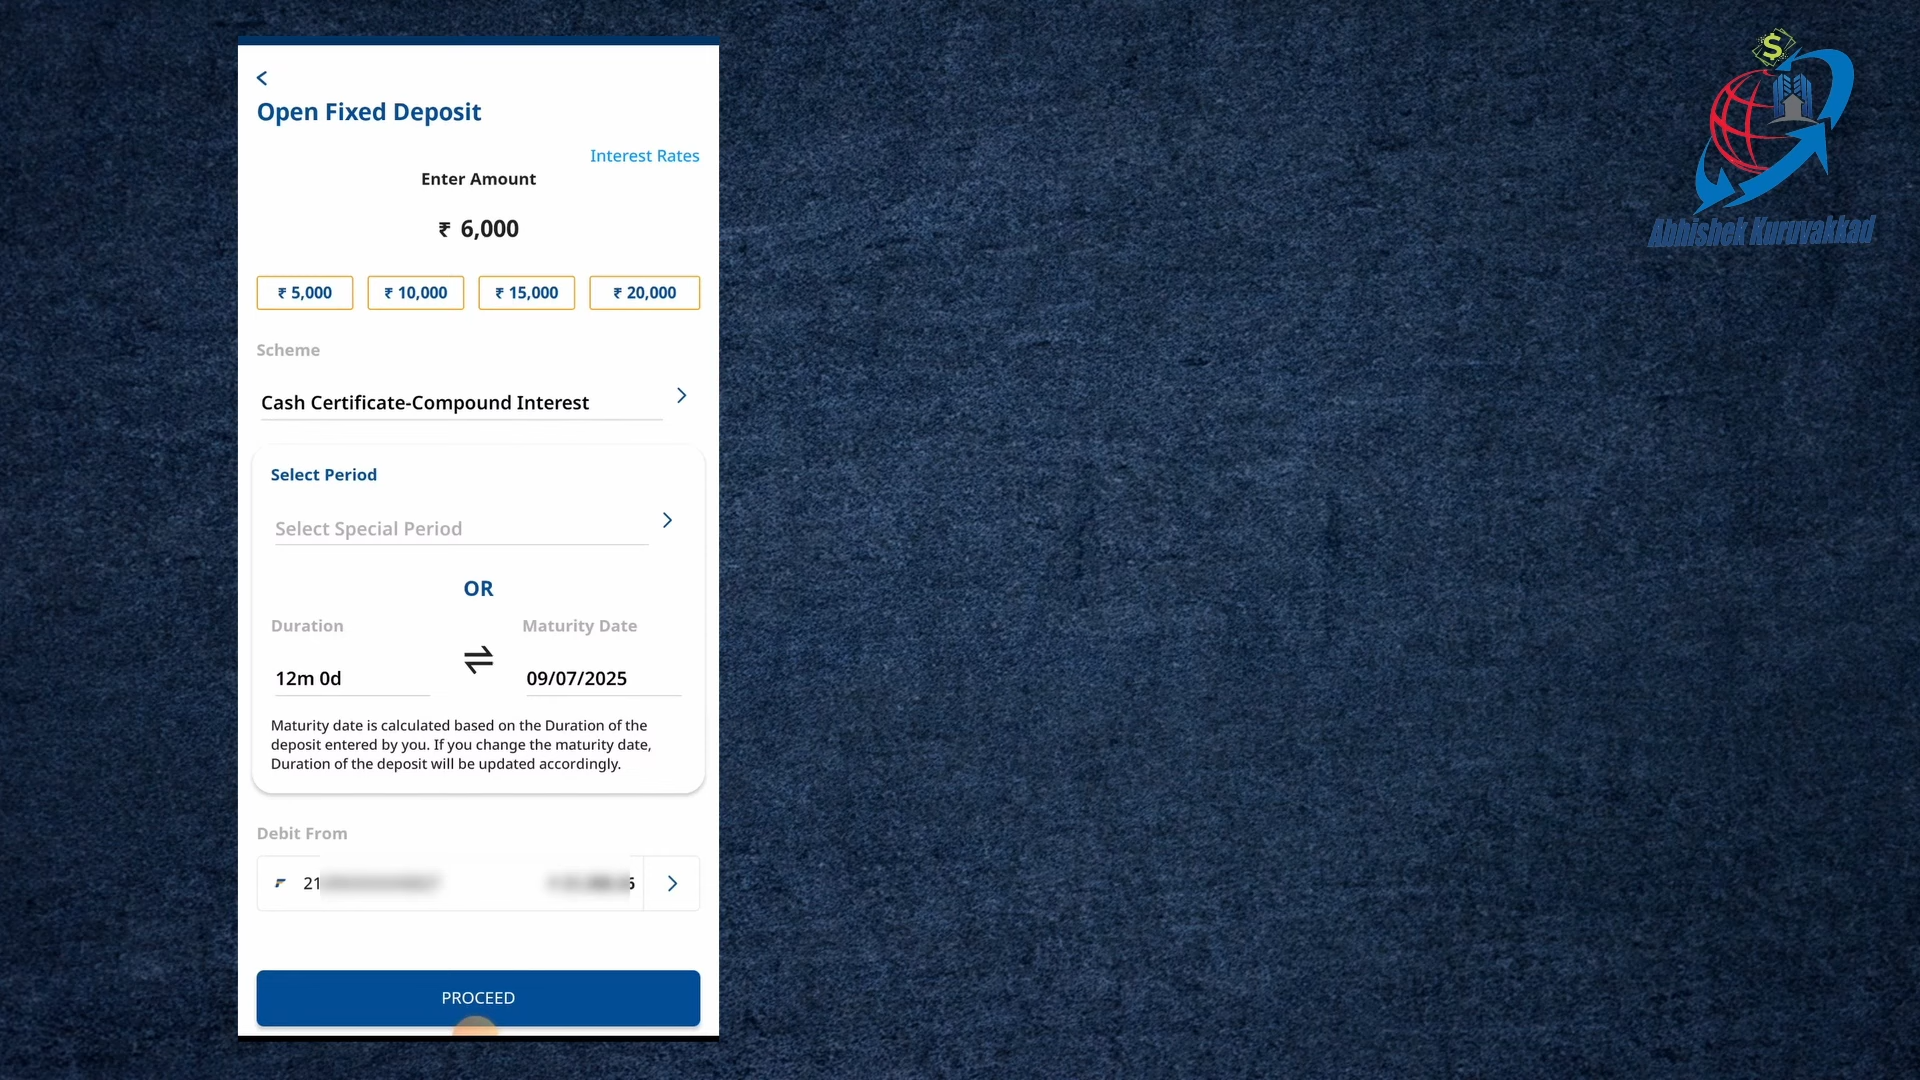 Open Fixed Deposit
Interest Rates
Enter Amount
₹ 6,000
₹ 5,000
₹ 10,000
₹ 15,000
₹ 20,000
Scheme
Cash Certificate-Compound Interest
Select Period
Select Special Period
OR
Duration
Maturity Date
12m 0d
09/07/2025
Maturity date is calculated based on the Duration of the
deposit entered by you. If you change the maturity date,
Duration of the deposit will be updated accordingly.
Debit From
21
6
PROCEED
$
Abhishek Kuruvakkad